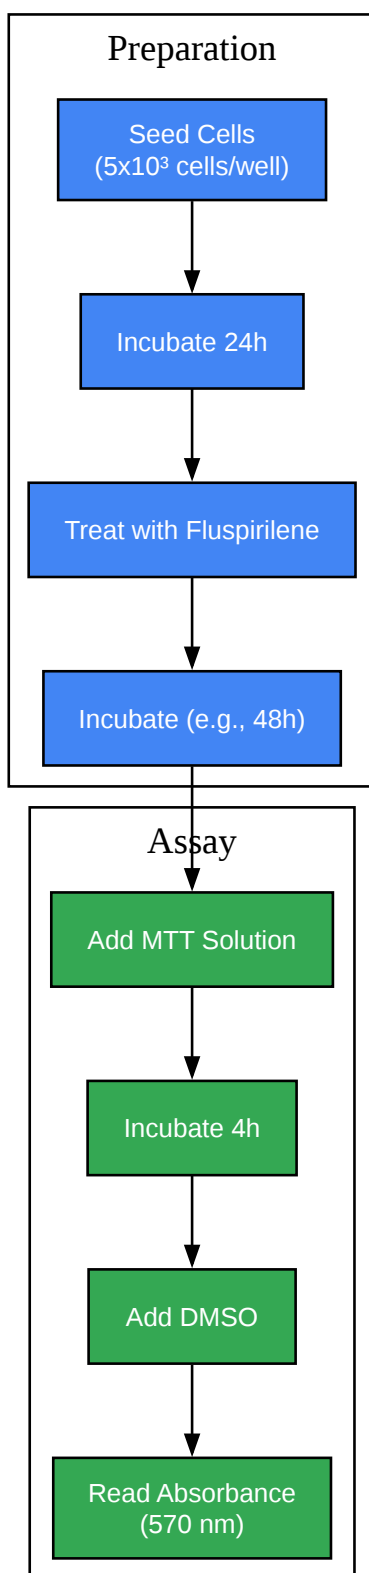 Preparation
Seed Cells
(5x10³ cells/well)
Incubate 24h
Treat with Fluspirilene
Incubate (e.g., 48h)
Assay
Add MTT Solution
Incubate 4h
Add DMSO
Read Absorbance
(570 nm)